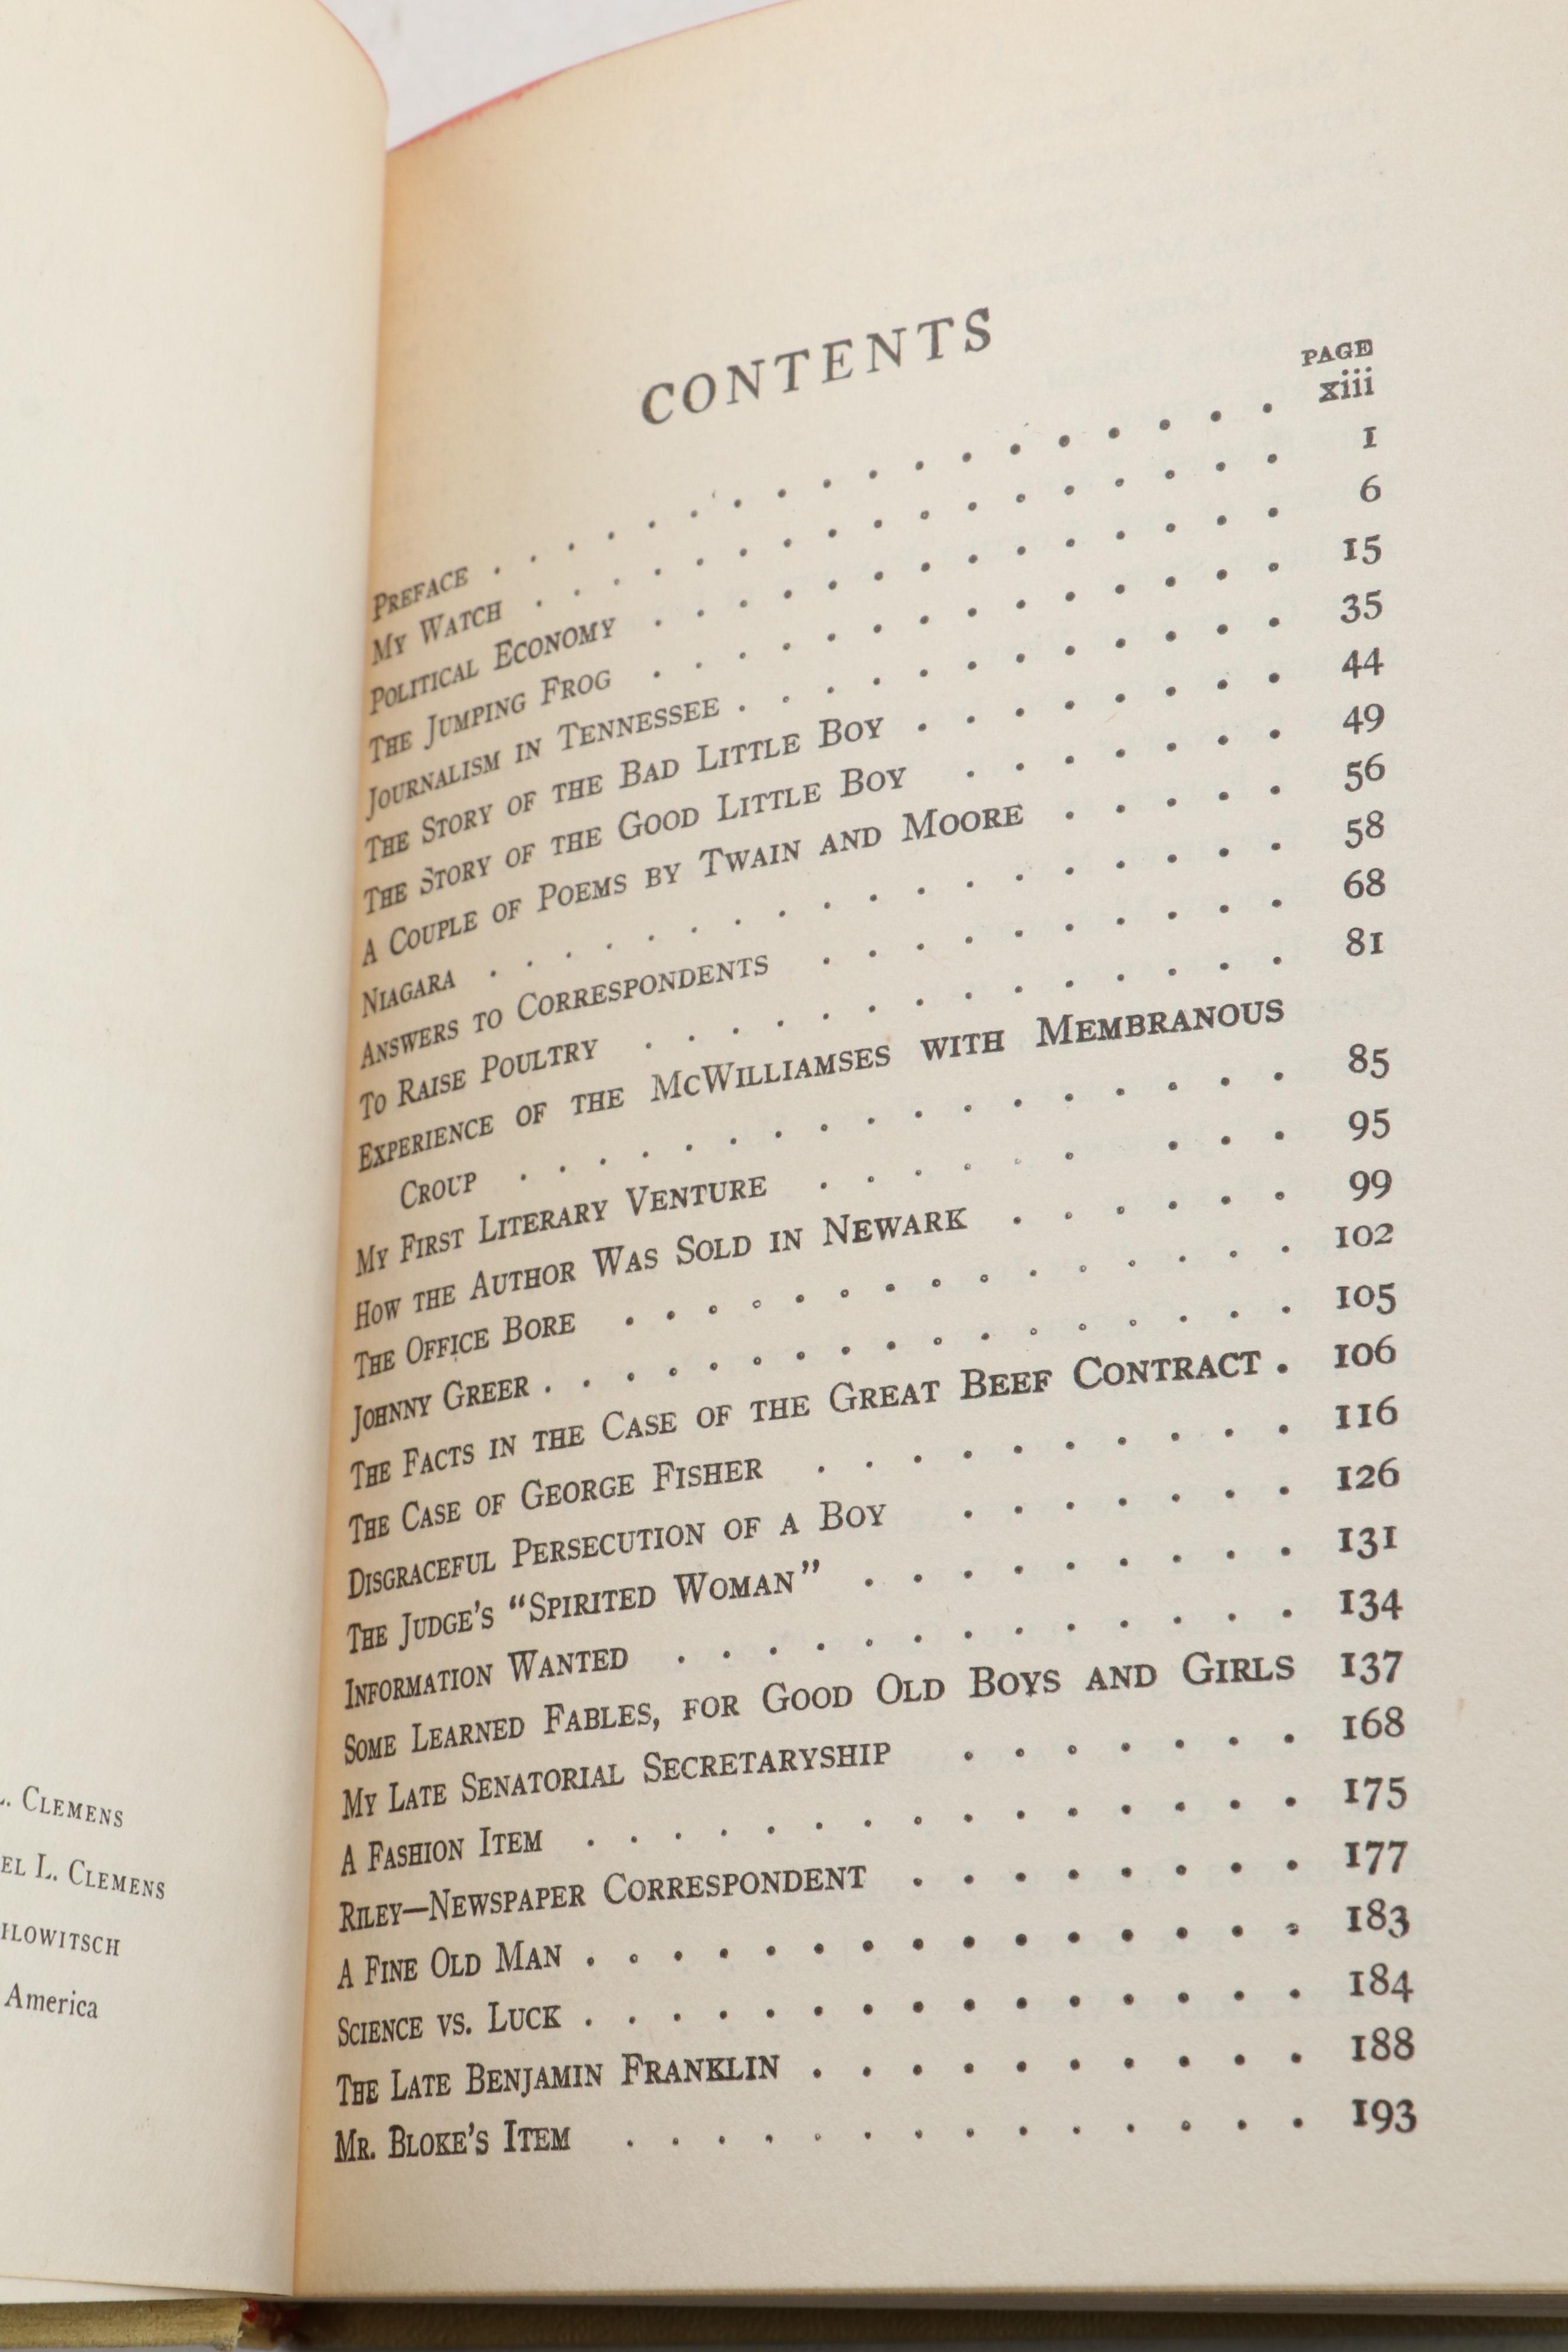 L. Clemens
L. Clemens
America
CONTENTS
PAGE
Preface . . . . . . . . . . . . . . . . . . xiii
My Watch . . . . . . . . . . . . . . . . . 1
Political Economy . . . . . . . . . . . . . . 6
The Jumping Frog . . . . . . . . . . . . . . 15
Journalism in Tennessee . . . . . . . . . . . . 35
The Story of the Bad Little Boy . . . . . . . . 44
The Story of the Good Little Boy . . . . . . . 49
A Couple of Poems by Twain and Moore . . . . . 56
Niagara . . . . . . . . . . . . . . . . . 58
Answers to Correspondents . . . . . . . . . . 68
To Raise Poultry . . . . . . . . . . . . . . 81
Experience of the McWilliamses with Membranous
Croup . . . . . . . . . . . . . . . . . 85
My First Literary Venture . . . . . . . . . 95
How the Author Was Sold in Newark . . . . . . 99
The Office Bore . . . . . . . . . . . . . . . 102
Johnny Greer . . . . . . . . . . . . . . . . . 105
The Facts in the Case of the Great Beef Contract . 106
The Case of George Fisher . . . . . . . . . . 116
Disgraceful Persecution of a Boy . . . . . . . 126
The Judge's “Spirited Woman” . . . . . . . . . 131
Information Wanted . . . . . . . . . . . . . 134
Some Learned Fables, for Good Old Boys and Girls 137
My Late Senatorial Secretaryship . . . . . . . 168
A Fashion Item . . . . . . . . . . . . . . . 175
Riley—Newspaper Correspondent . . . . . . . . 177
A Fine Old Man . . . . . . . . . . . . . . . 183
Science vs. Luck . . . . . . . . . . . . . . . 184
The Late Benjamin Franklin . . . . . . . . . . 188
Mr. Bloke's Item . . . . . . . . . . . . . . 193